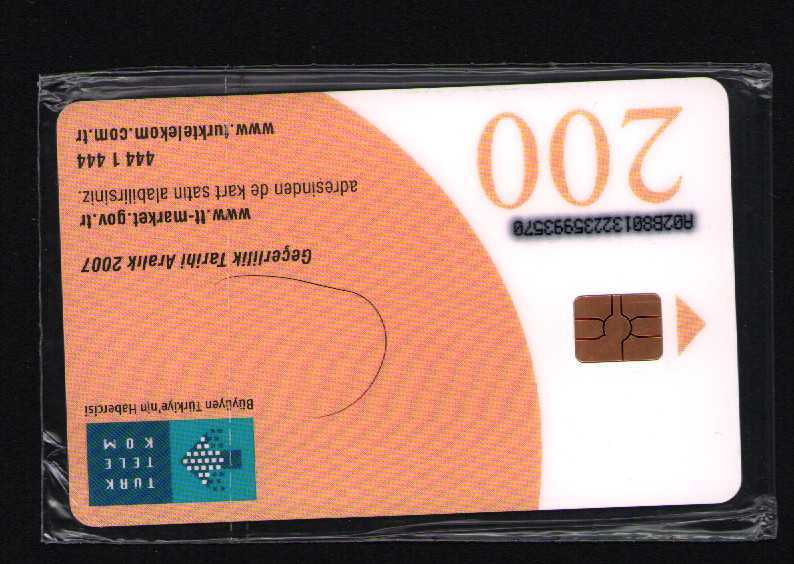 TURK
TELE
KOM
Büyüyen Türkiye'nin Habercisi
Geçerlilik Tarihi Aralık 2007
www.tt-market.gov.tr
adresinden de kart satın alabilirsiniz.
444 1 444
www.turktelekom.com.tr
A02B80132235993570
200